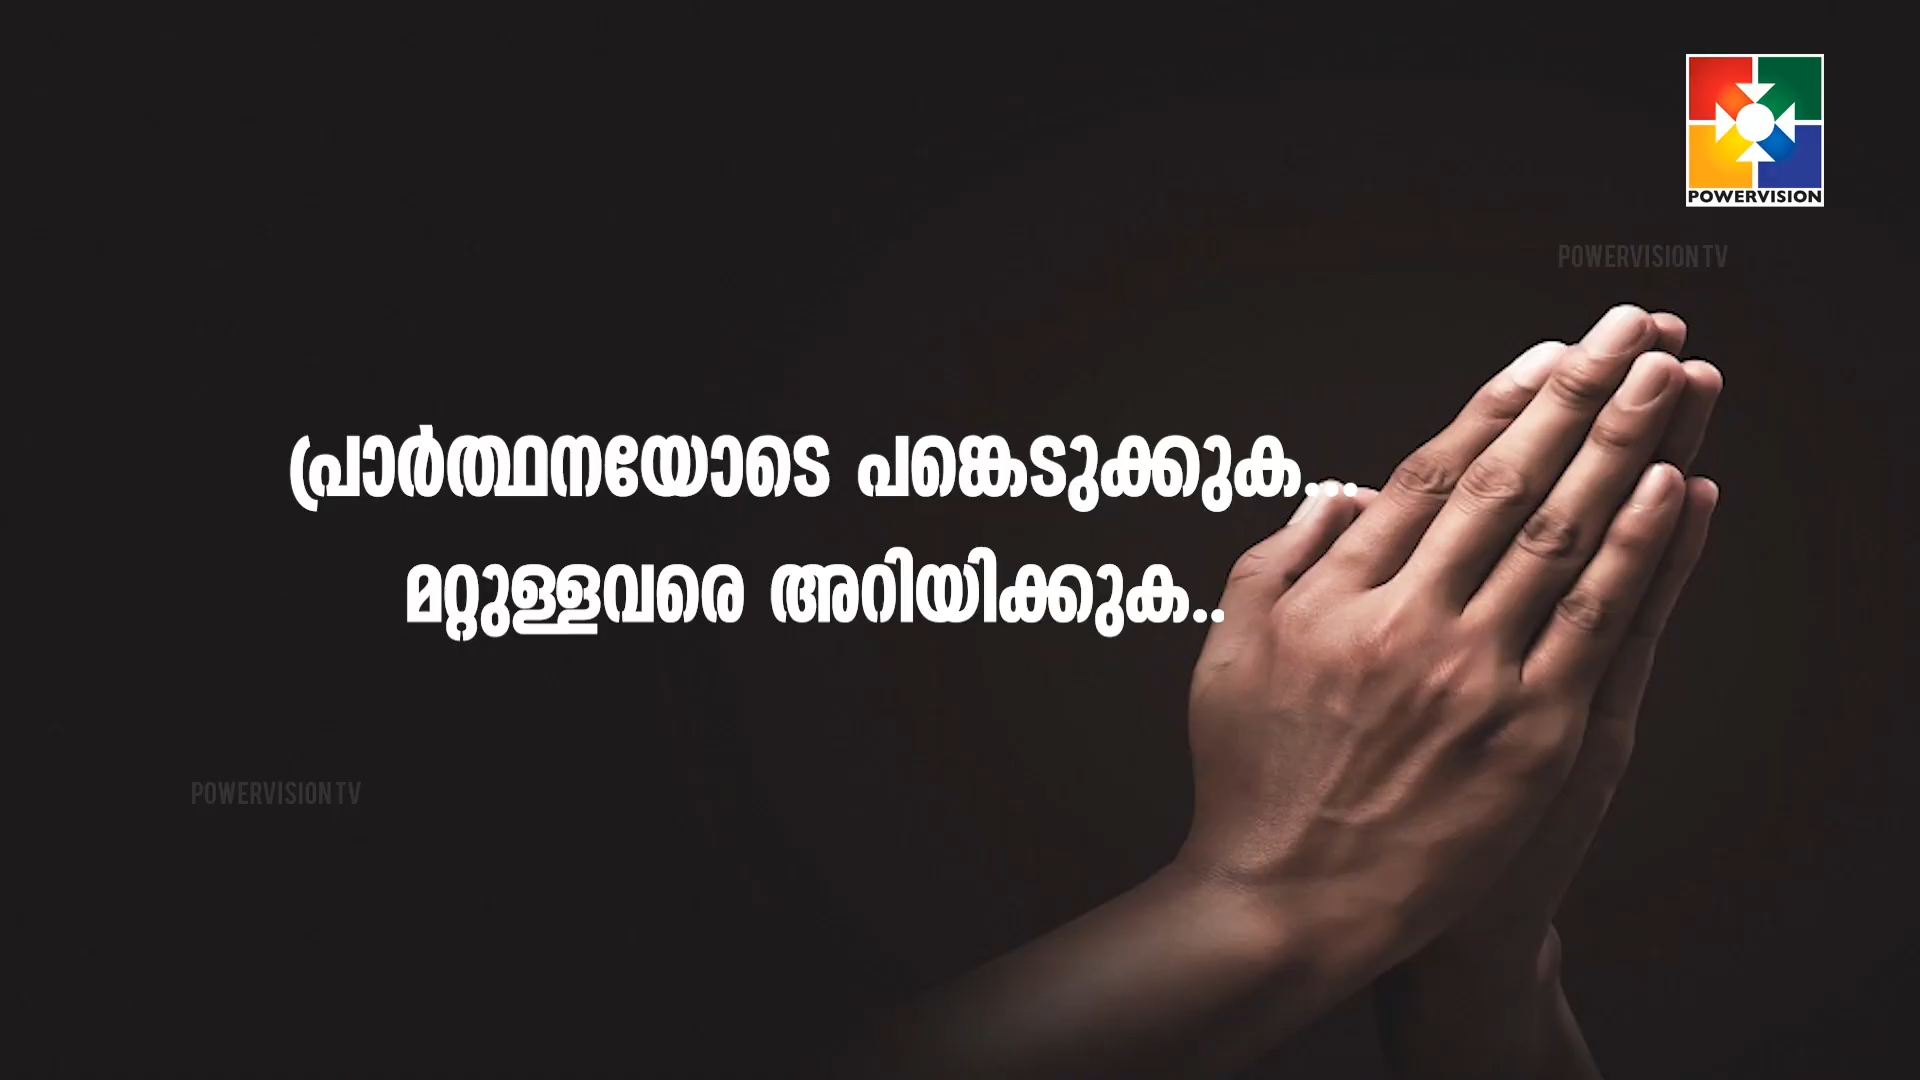 POWERVISION
POWERVISION TV
പ്രാർത്ഥനയോടെ പങ്കെടുക്കുക...
മറ്റുള്ളവരെ അറിയിക്കുക..
POWERVISION TV